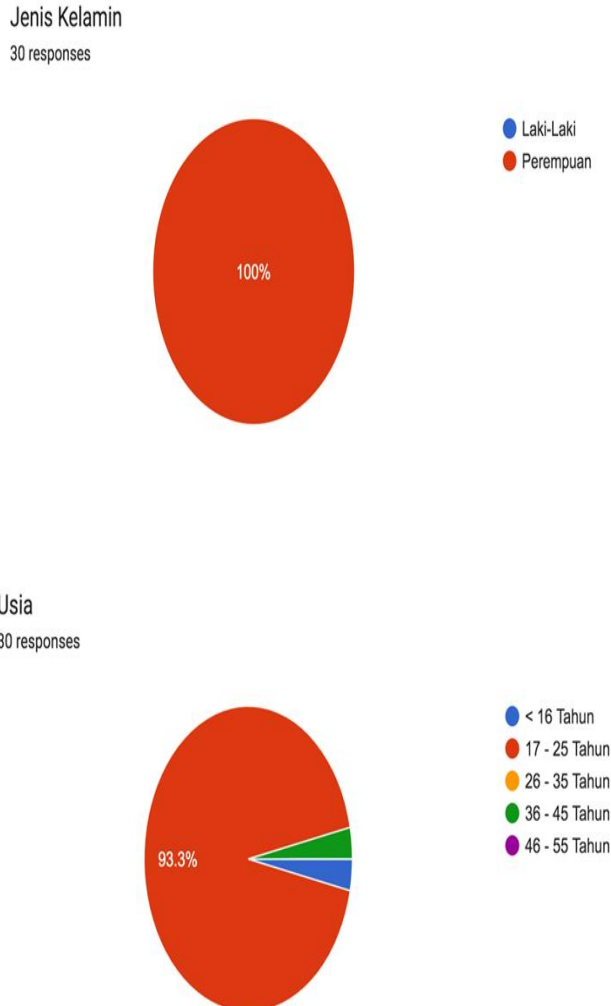 Jenis Kelamin
30 responses
Laki-Laki
Perempuan
100%
Usia
30 responses
< 16 Tahun
17 - 25 Tahun
26 - 35 Tahun
36 - 45 Tahun
46 - 55 Tahun
93.3%